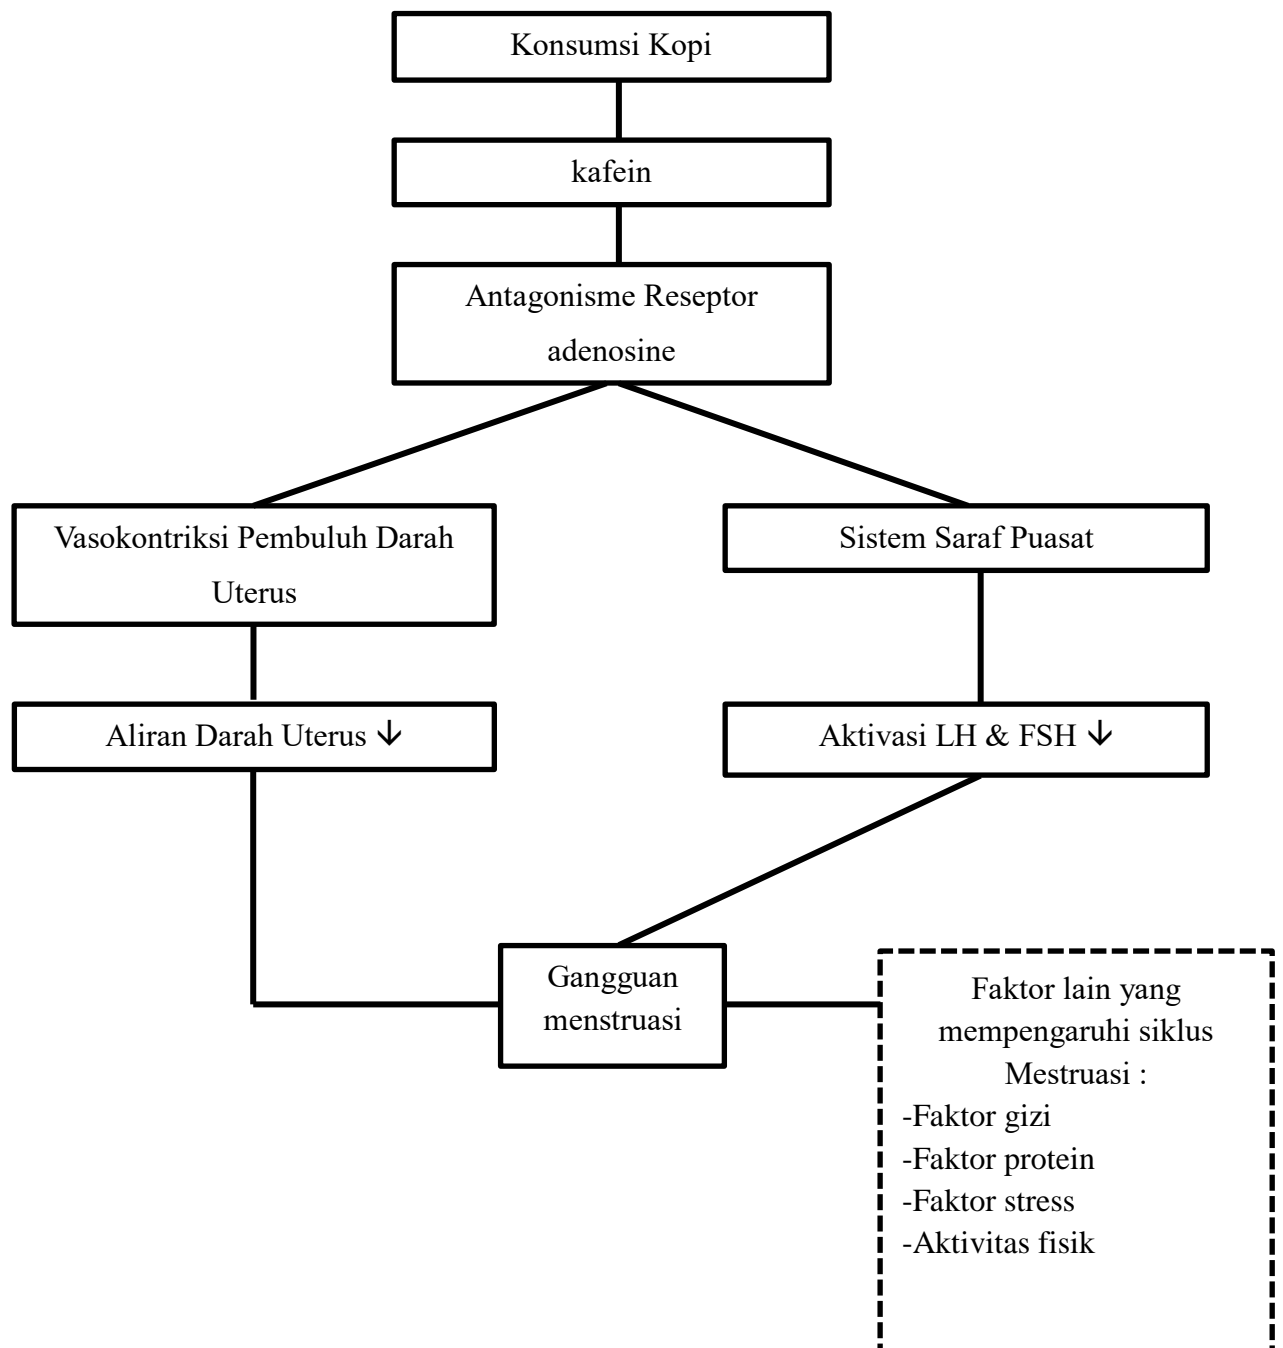 Konsumsi Kopi
kafein
Antagonisme Reseptor
adenosine
Vasokontriksi Pembuluh Darah
Uterus
Sistem Saraf Puasat
Aliran Darah Uterus ↓
Aktivasi LH & FSH ↓
Gangguan
menstruasi
Faktor lain yang
mempengaruhi siklus
Mestruasi :
-Faktor gizi
-Faktor protein
-Faktor stress
-Aktivitas fisik